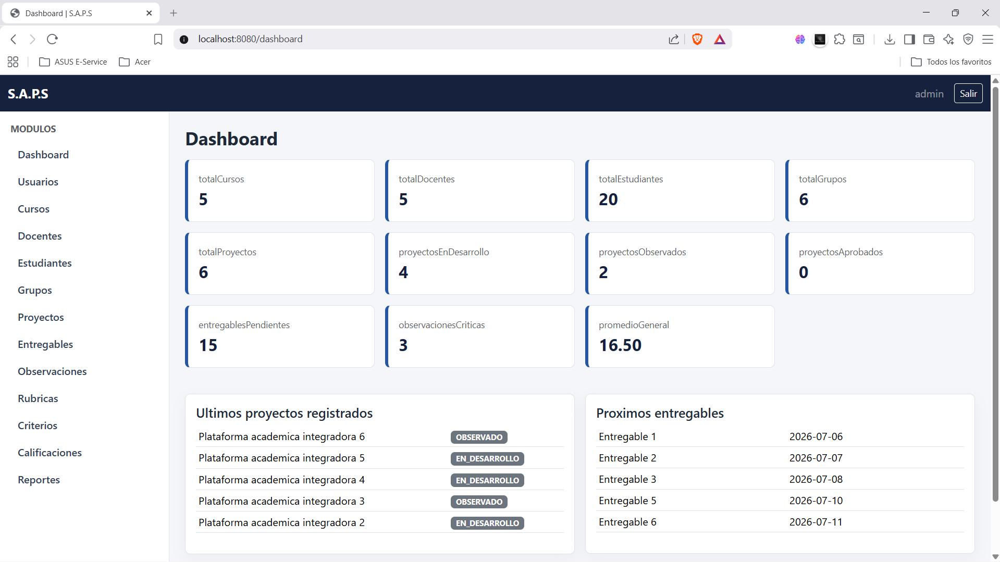 Dashboard | S.A.P.S
localhost:8080/dashboard
ASUS E-Service
Acer
Todos los favoritos
S.A.P.S
admin
Salir
MODULOS
Dashboard
Usuarios
Cursos
Docentes
Estudiantes
Grupos
Proyectos
Entregables
Observaciones
Rubricas
Criterios
Calificaciones
Reportes
Dashboard
totalCursos
5
totalDocentes
5
totalEstudiantes
20
totalGrupos
6
totalProyectos
6
proyectosEnDesarrollo
4
proyectosObservados
2
proyectosAprobados
0
entregablesPendientes
15
observacionesCriticas
3
promedioGeneral
16.50
Ultimos proyectos registrados
Plataforma academica integradora 6 OBSERVADO
Plataforma academica integradora 5 EN_DESARROLLO
Plataforma academica integradora 4 EN_DESARROLLO
Plataforma academica integradora 3 OBSERVADO
Plataforma academica integradora 2 EN_DESARROLLO
Proximos entregables
Entregable 1 2026-07-06
Entregable 2 2026-07-07
Entregable 3 2026-07-08
Entregable 5 2026-07-10
Entregable 6 2026-07-11